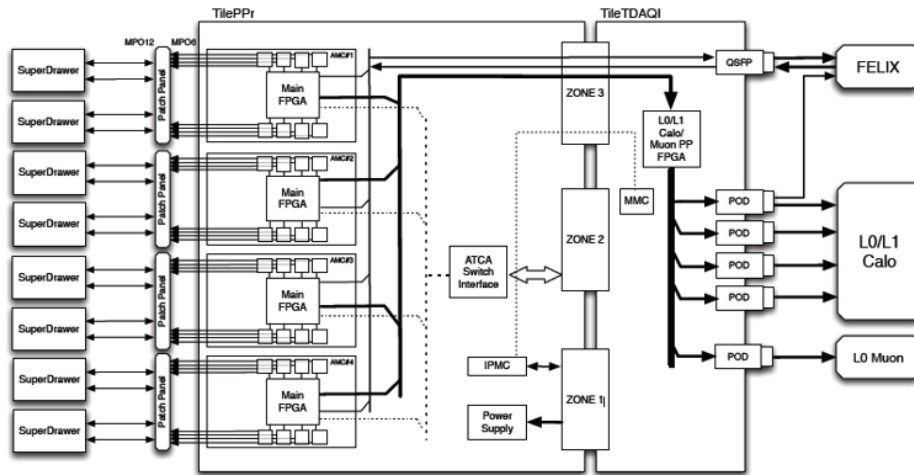 TilePPr
TileTDAQI
MPO12
MPO6
SuperDrawer
SuperDrawer
SuperDrawer
SuperDrawer
SuperDrawer
SuperDrawer
SuperDrawer
SuperDrawer
Patch Panel
Patch Panel
Patch Panel
Patch Panel
AMC#1
Main
FPGA
AMC#2
Main
FPGA
AMC#3
Main
FPGA
AMC#4
Main
FPGA
ATCA
Switch
Interface
IPMC
Power
Supply
ZONE 3
ZONE 2
ZONE 1
L0/L1
Calo/
Muon PP
FPGA
MMC
QSFP
POD
POD
POD
POD
POD
FELIX
L0/L1
Calo
L0 Muon